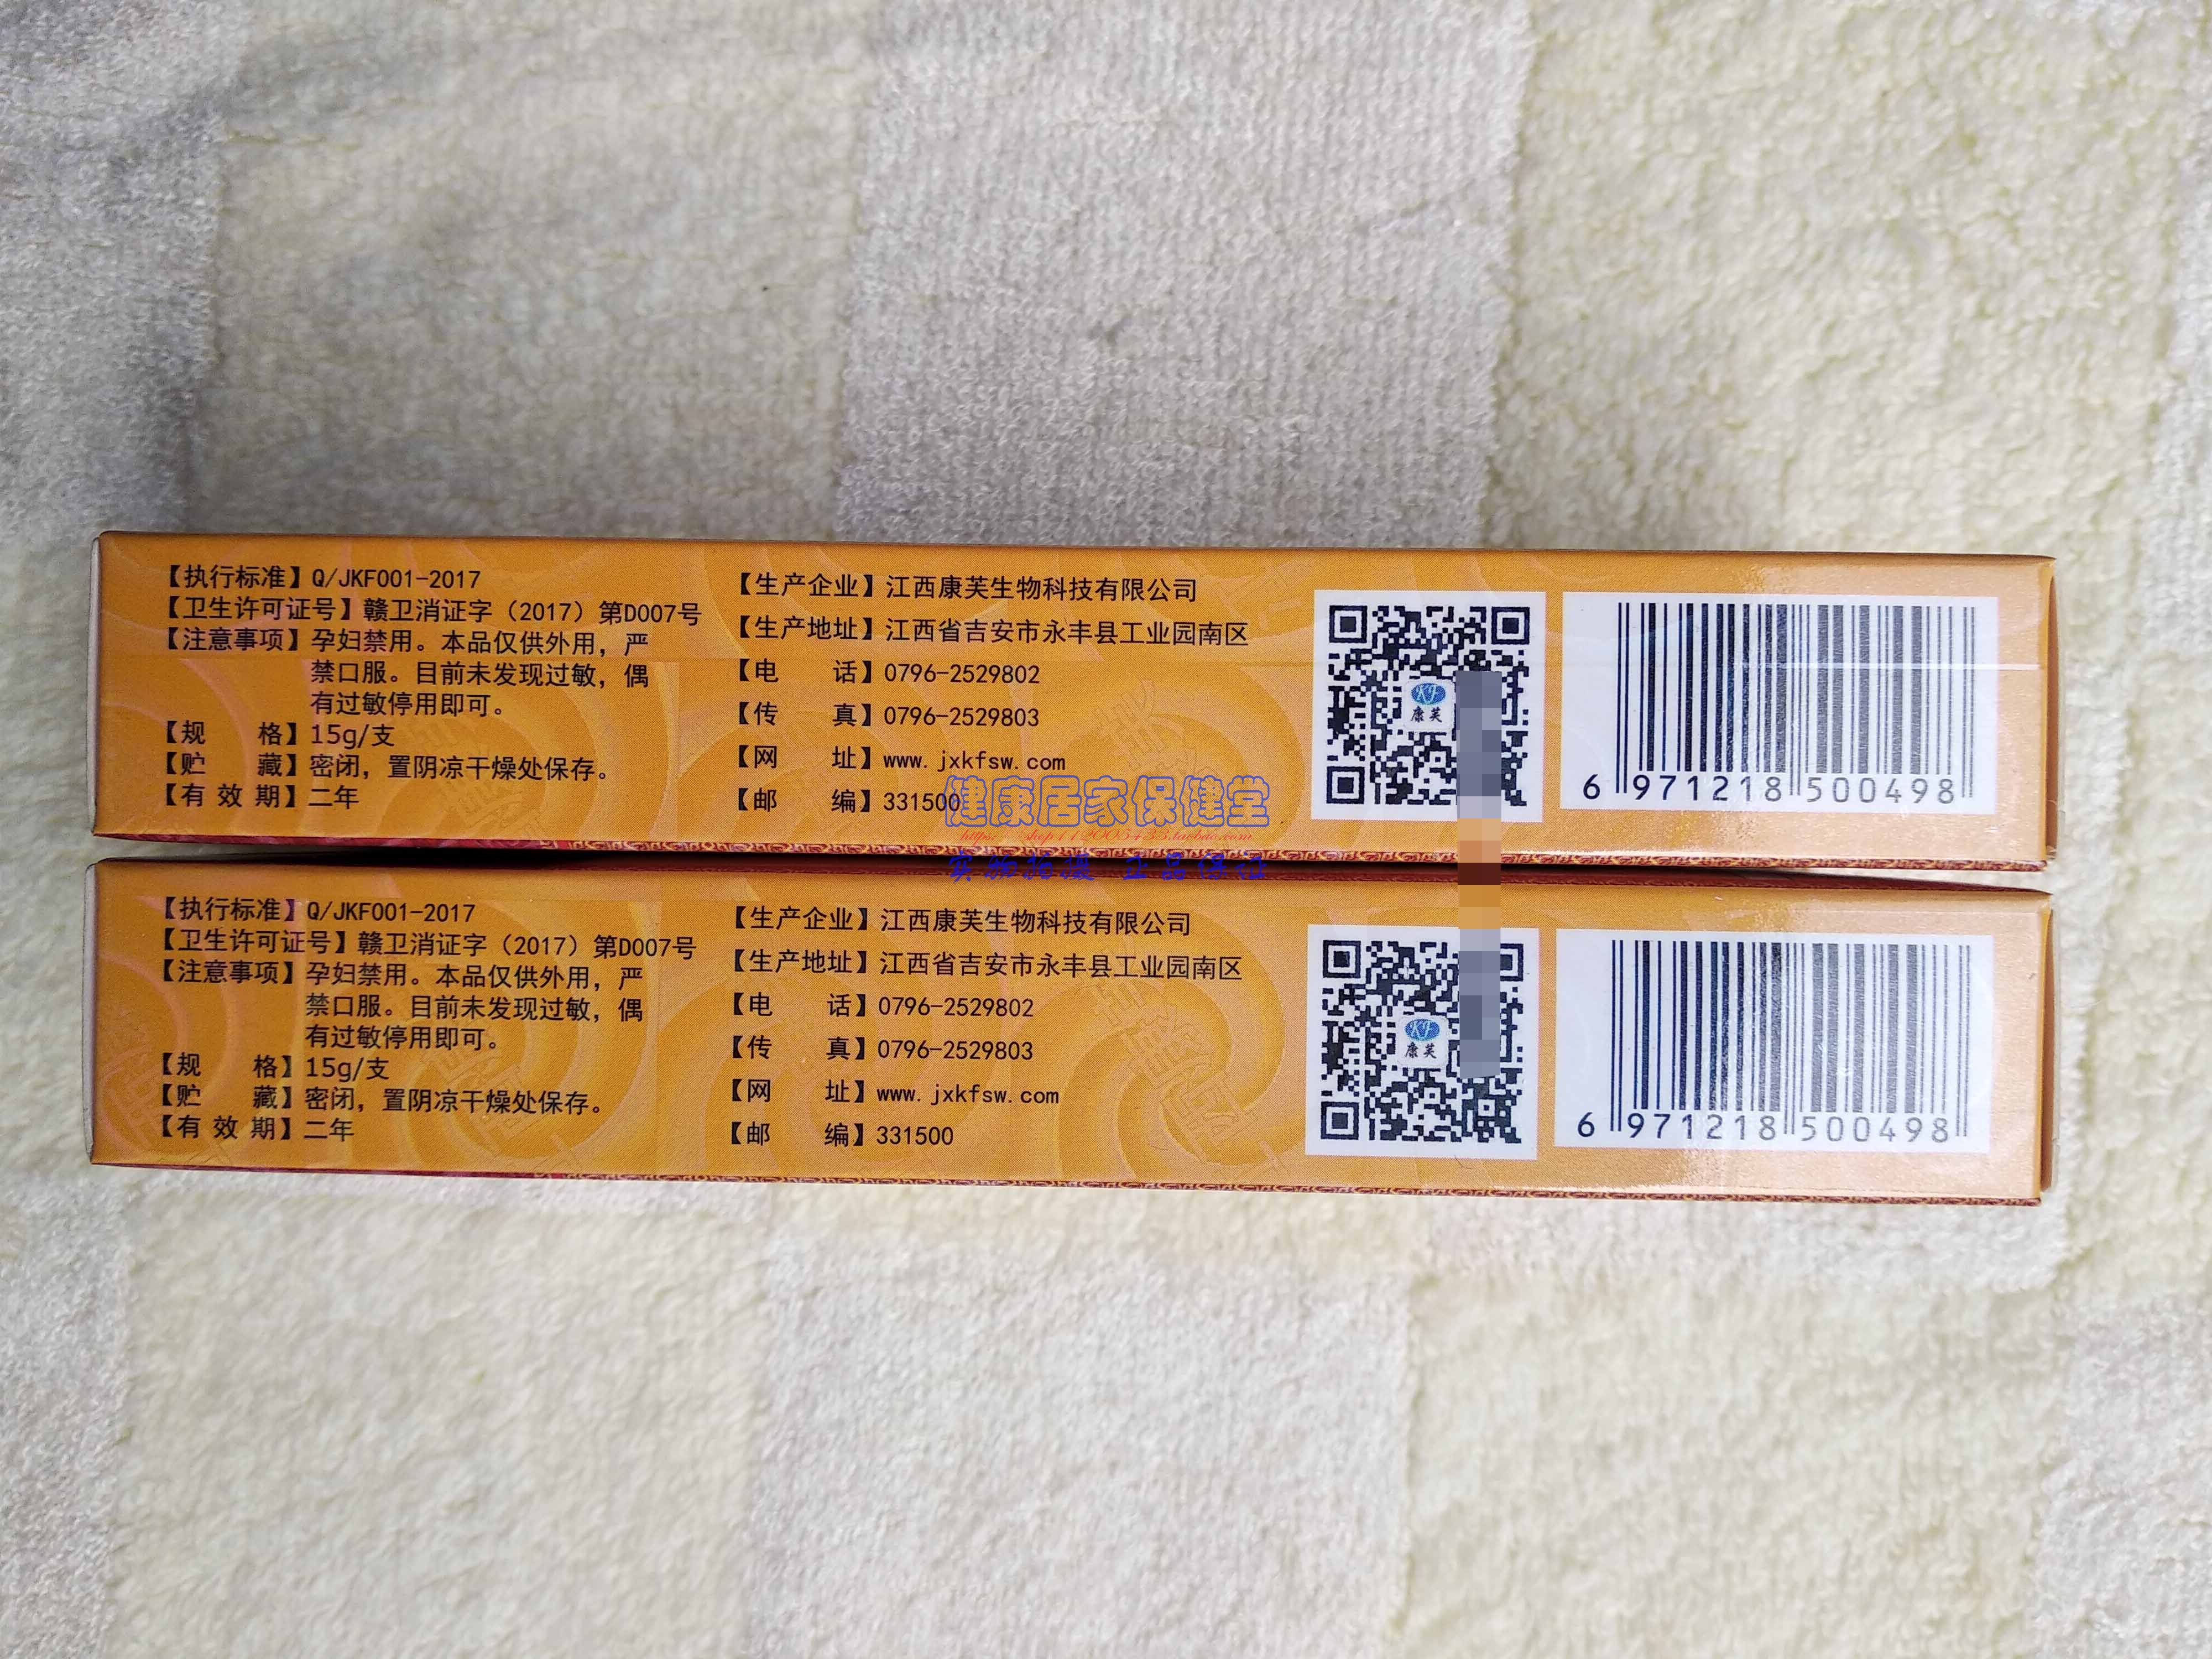 【执行标准】Q/JKF001-2017
【卫生许可证号】赣卫消证字（2017）第D007号
【注意事项】孕妇禁用。本品仅供外用，严
禁口服。目前未发现过敏，偶
有过敏停用即可。
【规 格】15g/支
【贮 藏】密闭，置阴凉干燥处保存。
【有 效 期】二年
【生产企业】江西康芙生物科技有限公司
【生产地址】江西省吉安市永丰县工业园南区
【电 话】0796-2529802
【传 真】0796-2529803
【网 址】www.jxkfsw.com
【邮 编】331500
KF
康芙
6 971218 500498
健康居家保健堂
实物拍摄 正品保证
【执行标准】Q/JKF001-2017
【卫生许可证号】赣卫消证字（2017）第D007号
【注意事项】孕妇禁用。本品仅供外用，严
禁口服。目前未发现过敏，偶
有过敏停用即可。
【规 格】15g/支
【贮 藏】密闭，置阴凉干燥处保存。
【有 效 期】二年
【生产企业】江西康芙生物科技有限公司
【生产地址】江西省吉安市永丰县工业园南区
【电 话】0796-2529802
【传 真】0796-2529803
【网 址】www.jxkfsw.com
【邮 编】331500
KF
康芙
6 971218 500498